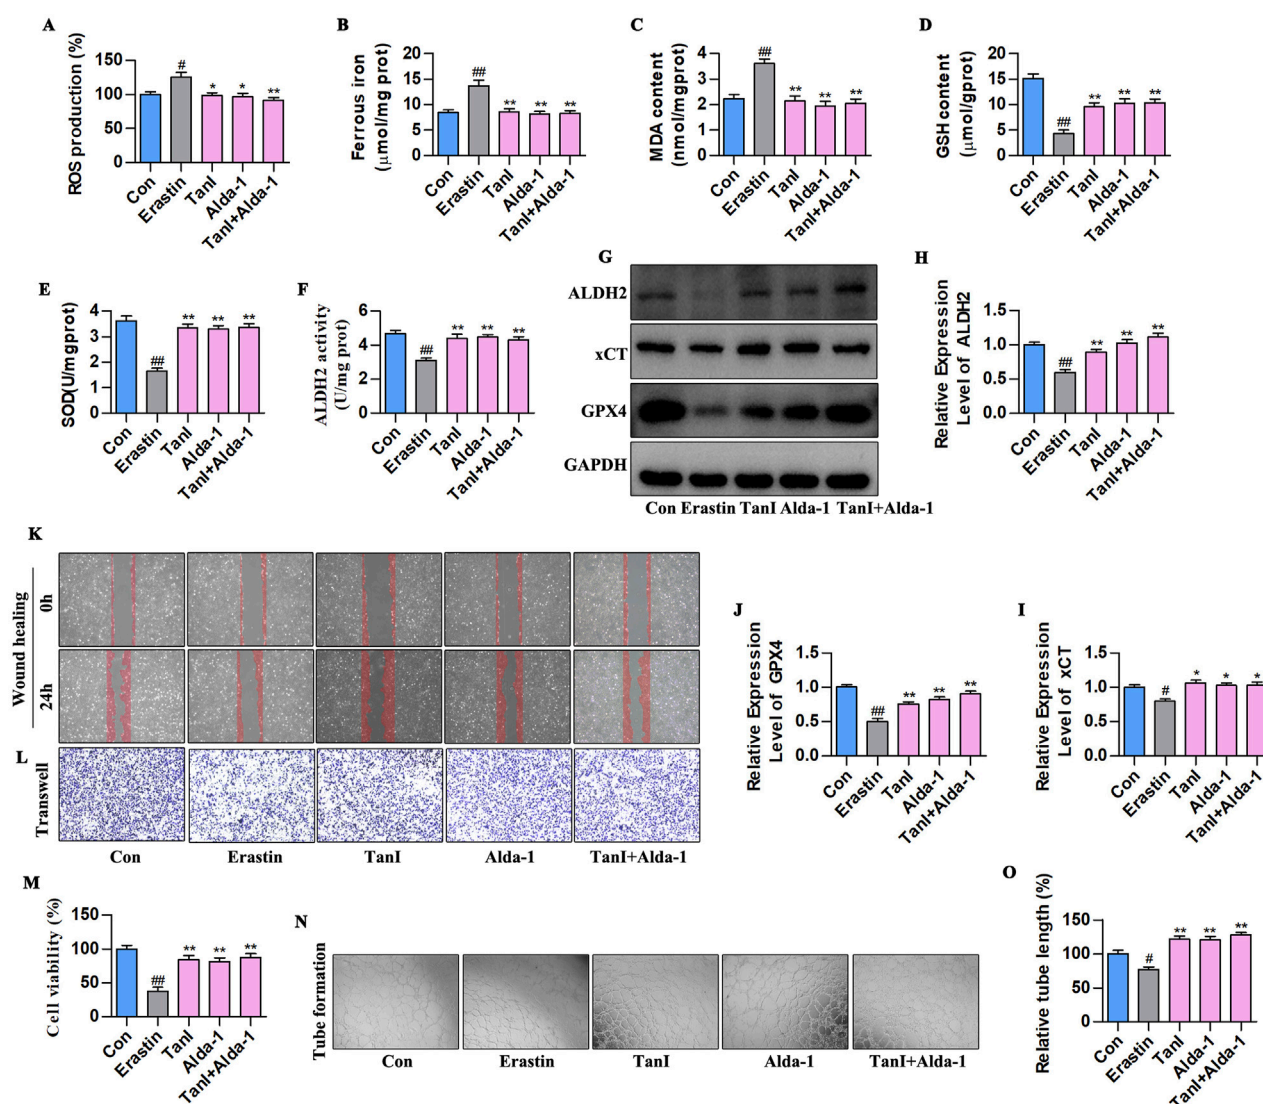 A
ROS production (%)
150
100
50
0
#
*
*
**
Con
Erastin
TanI
Alda-1
TanI+Alda-1
B
Ferrous iron
(μmol/mg prot)
20
15
10
5
0
##
**
**
**
Con
Erastin
TanI
Alda-1
TanI+Alda-1
C
MDA content
(nmol/mgprot)
4
3
2
1
0
##
**
**
**
Con
Erastin
TanI
Alda-1
TanI+Alda-1
D
GSH content
(μmol/gprot)
20
15
10
5
0
##
**
**
**
Con
Erastin
TanI
Alda-1
TanI+Alda-1
E
SOD(U/mgprot)
4
3
2
1
0
##
**
**
**
Con
Erastin
TanI
Alda-1
TanI+Alda-1
F
ALDH2 activity
(U/mg prot)
6
4
2
0
##
**
**
**
Con
Erastin
TanI
Alda-1
TanI+Alda-1
G
ALDH2
xCT
GPX4
GAPDH
Con Erastin TanI Alda-1 TanI+Alda-1
H
Relative Expression
Level of ALDH2
1.5
1.0
0.5
0.0
##
**
**
**
Con
Erastin
TanI
Alda-1
TanI+Alda-1
K
Wound healing
0h
24h
L
Transwell
Con Erastin TanI Alda-1 TanI+Alda-1
J
Relative Expression
Level of GPX4
1.5
1.0
0.5
0.0
##
**
**
**
Con
Erastin
TanI
Alda-1
TanI+Alda-1
I
Relative Expression
Level of xCT
1.5
1.0
0.5
0.0
#
*
*
*
Con
Erastin
TanI
Alda-1
TanI+Alda-1
M
Cell viability (%)
150
100
50
0
##
**
**
**
Con
Erastin
TanI
Alda-1
TanI+Alda-1
N
Tube formation
Con Erastin TanI Alda-1 TanI+Alda-1
O
Relative tube length (%)
150
100
50
0
#
**
**
**
Con
Erastin
TanI
Alda-1
TanI+Alda-1